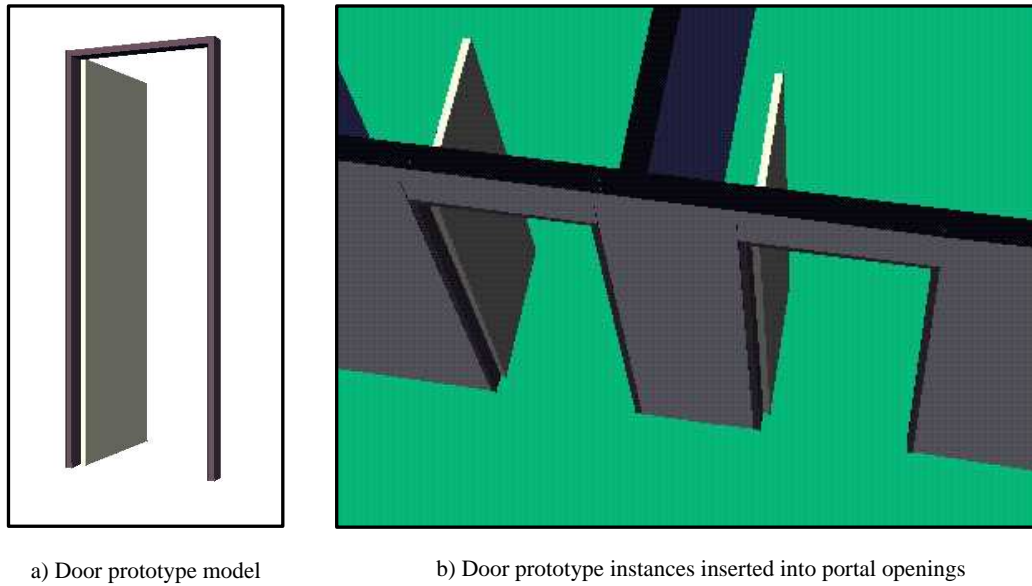 a) Door prototype model
b) Door prototype instances inserted into portal openings